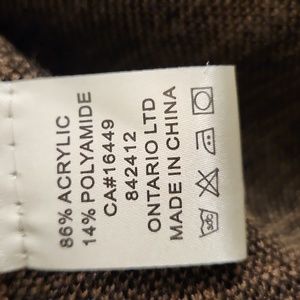 86% ACRYLIC
14% POLYAMIDE
CA#16449
842412
ONTARIO LTD
MADE IN CHINA